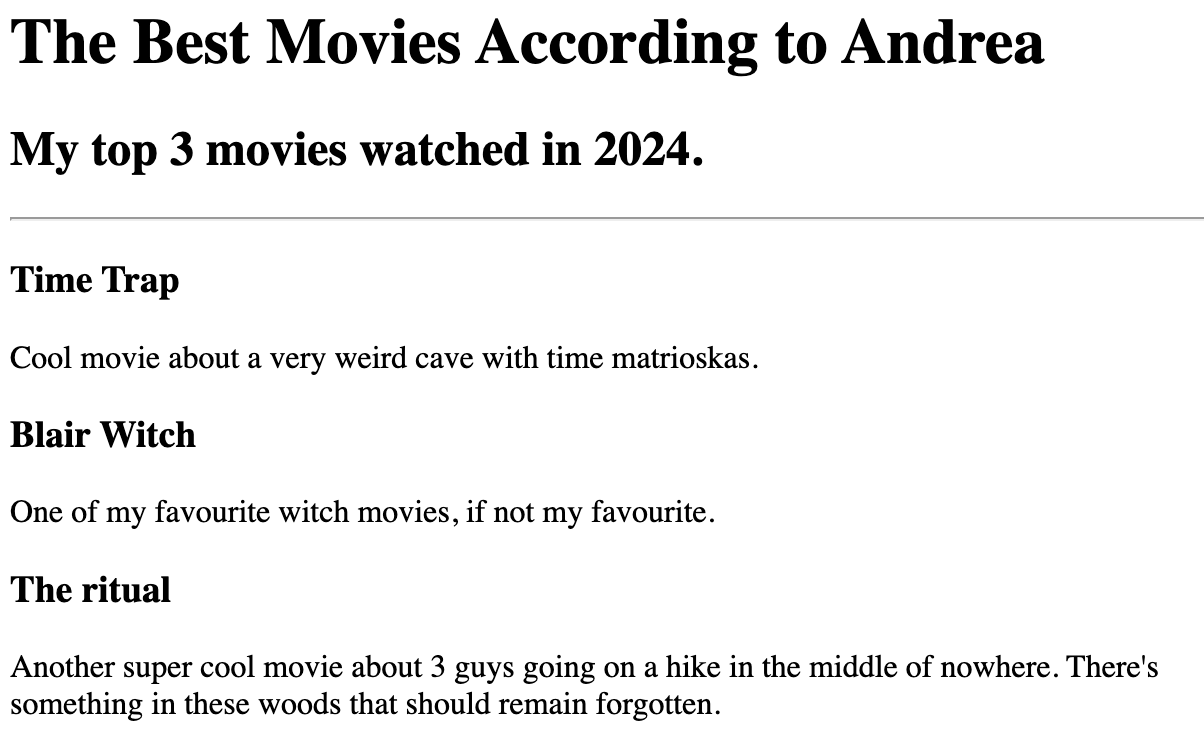 The Best Movies According to Andrea
My top 3 movies watched in 2024.
Time Trap
Cool movie about a very weird cave with time matrioskas.
Blair Witch
One of my favourite witch movies, if not my favourite.
The ritual
Another super cool movie about 3 guys going on a hike in the middle of nowhere. There's
something in these woods that should remain forgotten.